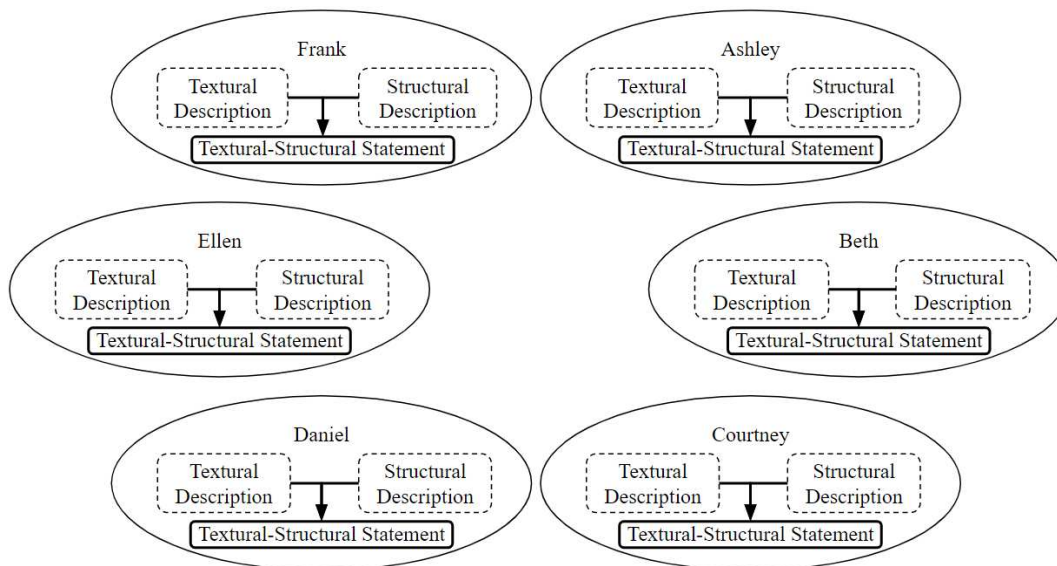 Frank
Textural
Description
Structural
Description
Textural-Structural Statement
Ashley
Textural
Description
Structural
Description
Textural-Structural Statement
Ellen
Textural
Description
Structural
Description
Textural-Structural Statement
Beth
Textural
Description
Structural
Description
Textural-Structural Statement
Daniel
Textural
Description
Structural
Description
Textural-Structural Statement
Courtney
Textural
Description
Structural
Description
Textural-Structural Statement